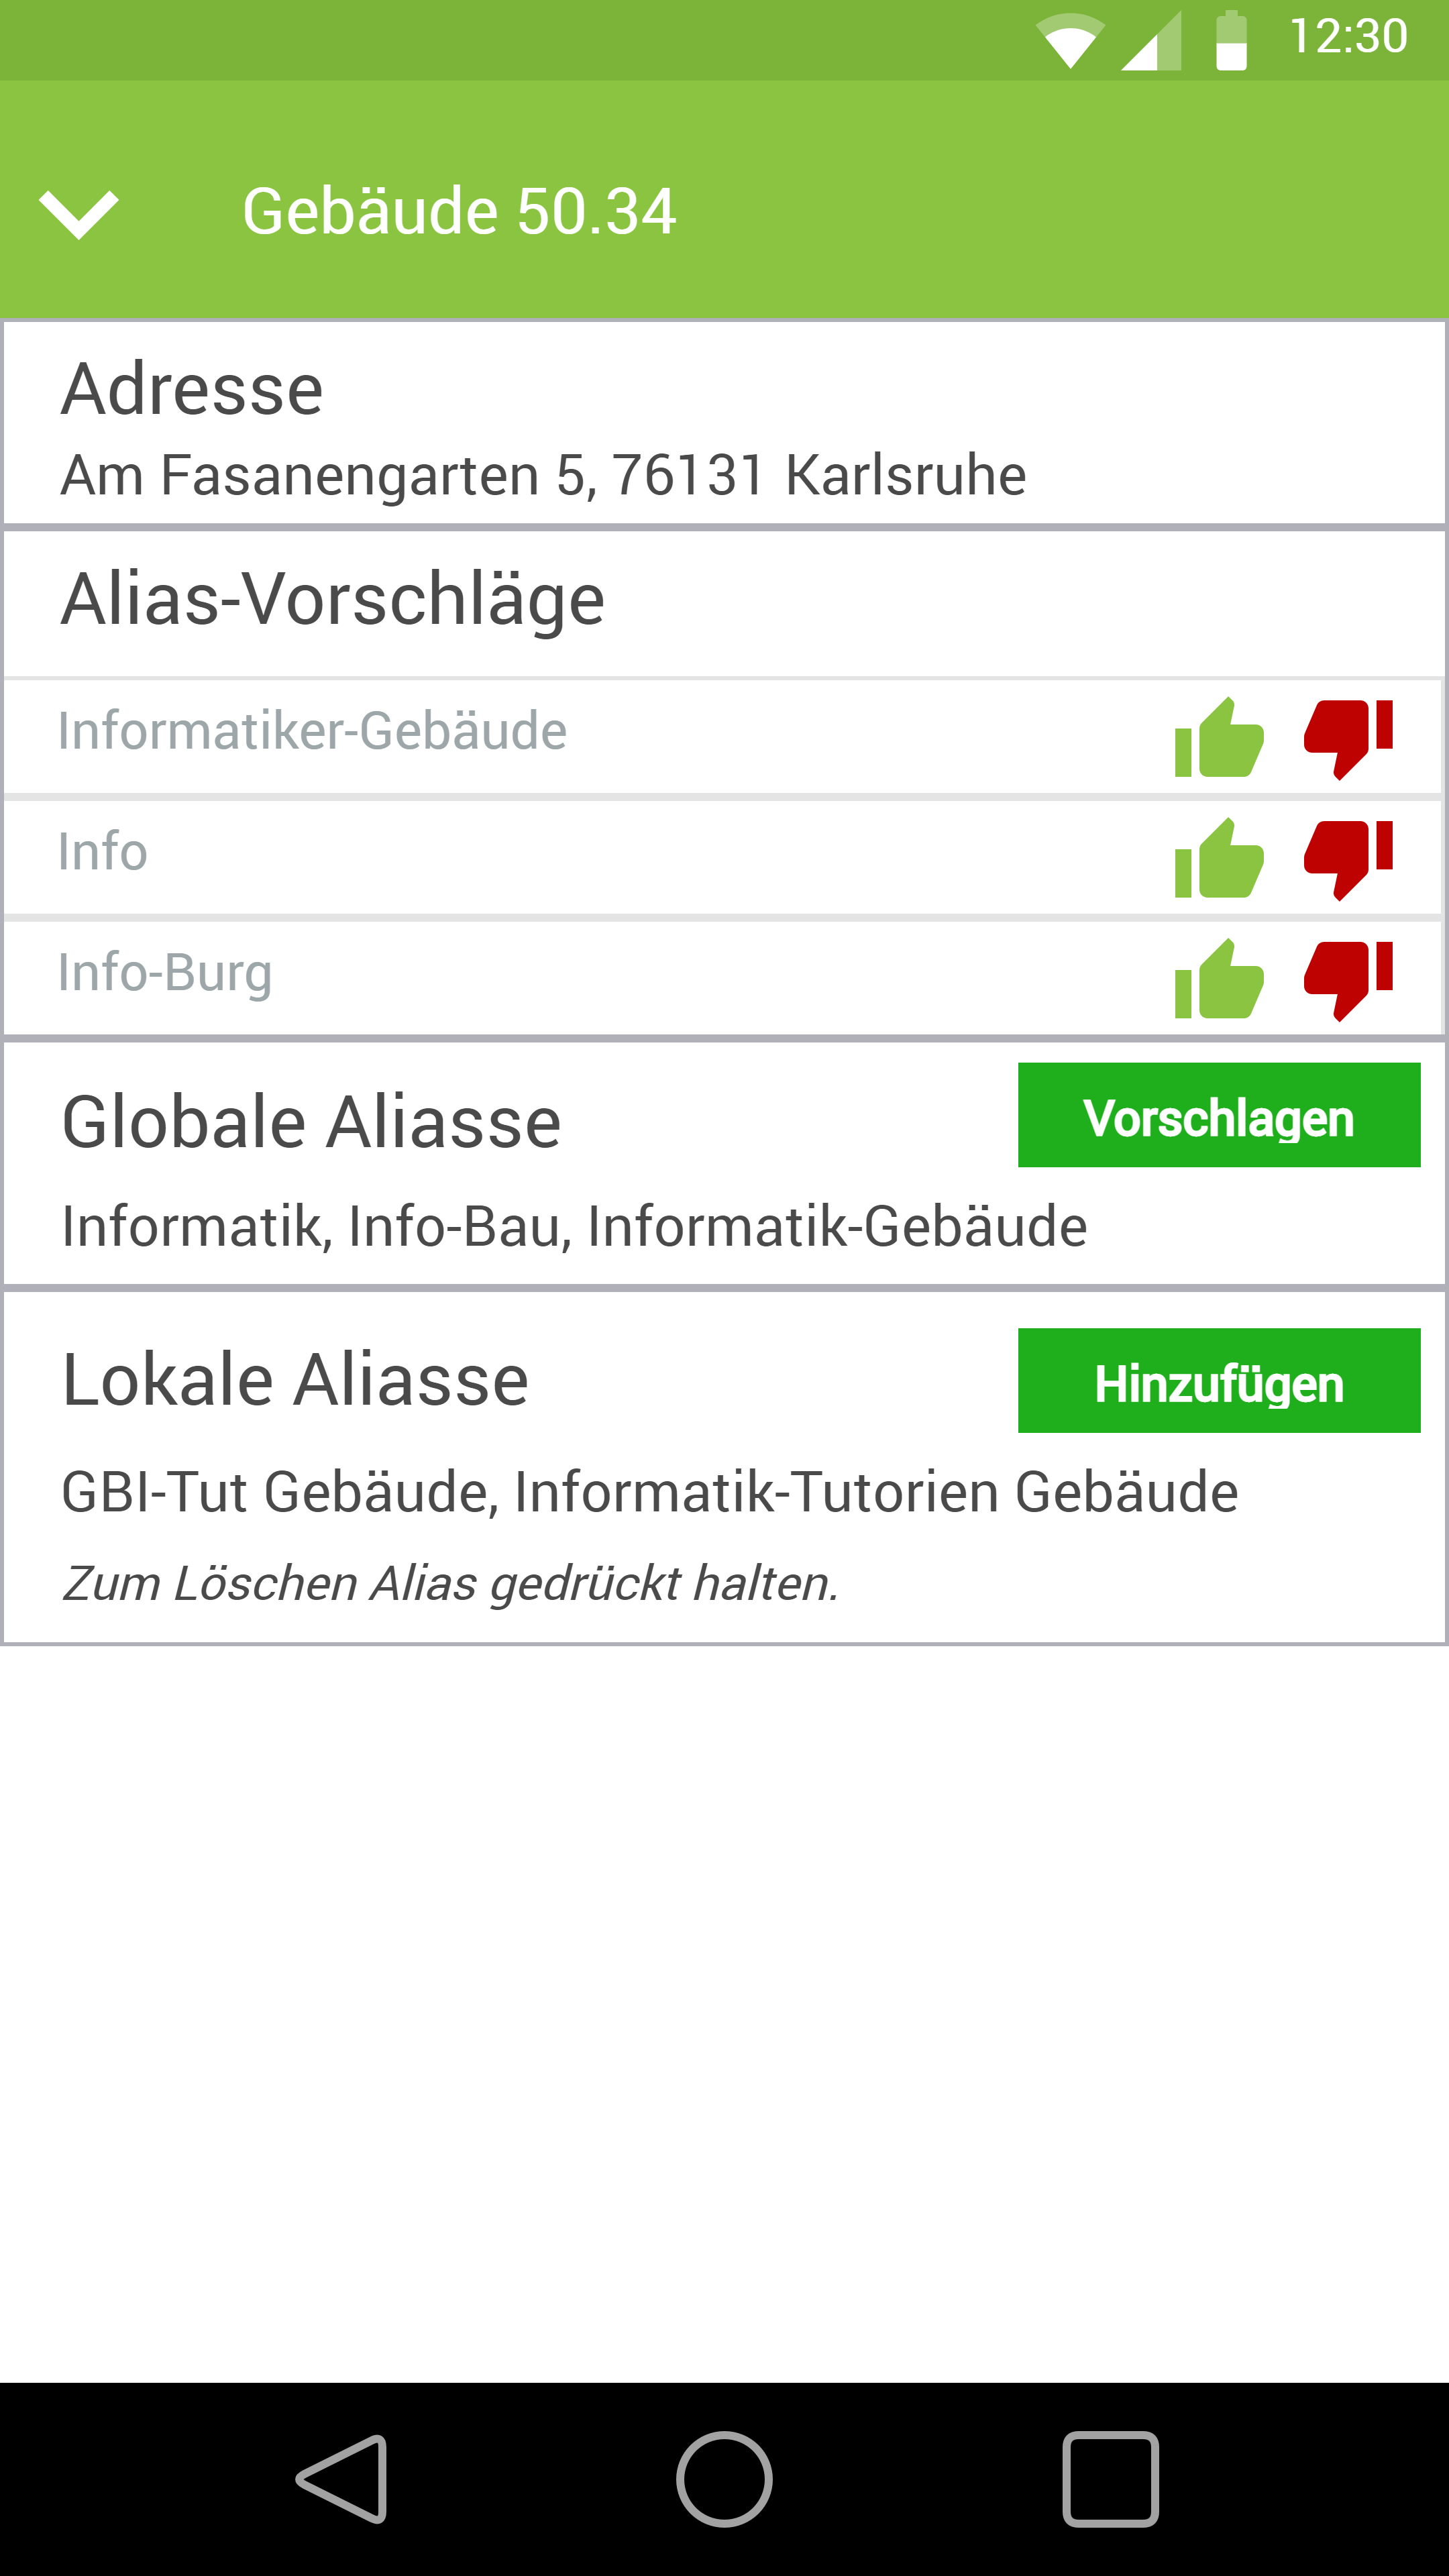 12:30
Gebäude 50.34
Adresse
Am Fasanengarten 5, 76131 Karlsruhe
Alias-Vorschläge
Informatiker-Gebäude
Info
Info-Burg
Globale Aliasse
Vorschlagen
Informatik, Info-Bau, Informatik-Gebäude
Lokale Aliasse
Hinzufügen
GBI-Tut Gebäude, Informatik-Tutorien Gebäude
Zum Löschen Alias gedrückt halten.